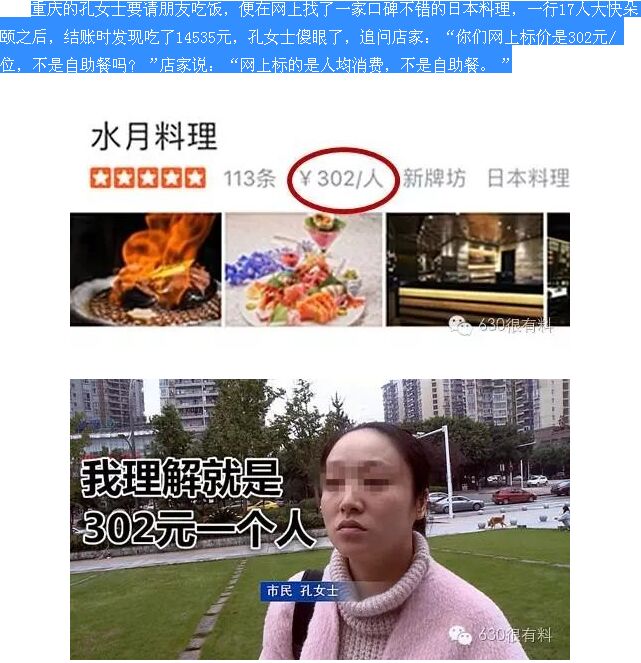 重庆的孔女士要请朋友吃饭，便在网上找了一家口碑不错的日本料理，一行17人大快朵
颐之后，结账时发现吃了14535元，孔女士傻眼了，追问店家：“你们网上标价是302元/
位，不是自助餐吗？”店家说：“网上标的是人均消费，不是自助餐。”
水月料理
113条 ￥302/人 新牌坊 日本料理
630很有料
我理解就是
302元一个人
市民 孔女士
630很有料